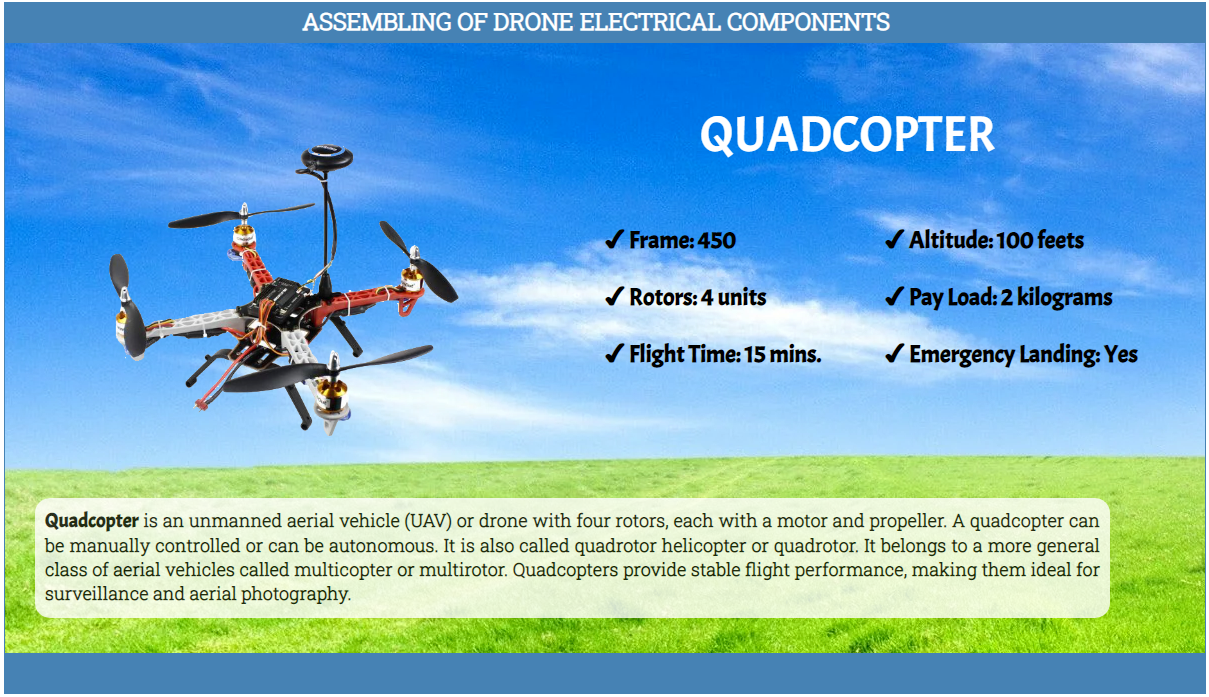 ASSEMBLING OF DRONE ELECTRICAL COMPONENTS
QUADCOPTER
✔ Frame: 450
✔ Altitude: 100 feets
✔ Rotors: 4 units
✔ Pay Load: 2 kilograms
✔ Flight Time: 15 mins.
✔ Emergency Landing: Yes
Quadcopter is an unmanned aerial vehicle (UAV) or drone with four rotors, each with a motor and propeller. A quadcopter can
be manually controlled or can be autonomous. It is also called quadrotor helicopter or quadrotor. It belongs to a more general
class of aerial vehicles called multicopter or multirotor. Quadcopters provide stable flight performance, making them ideal for
surveillance and aerial photography.